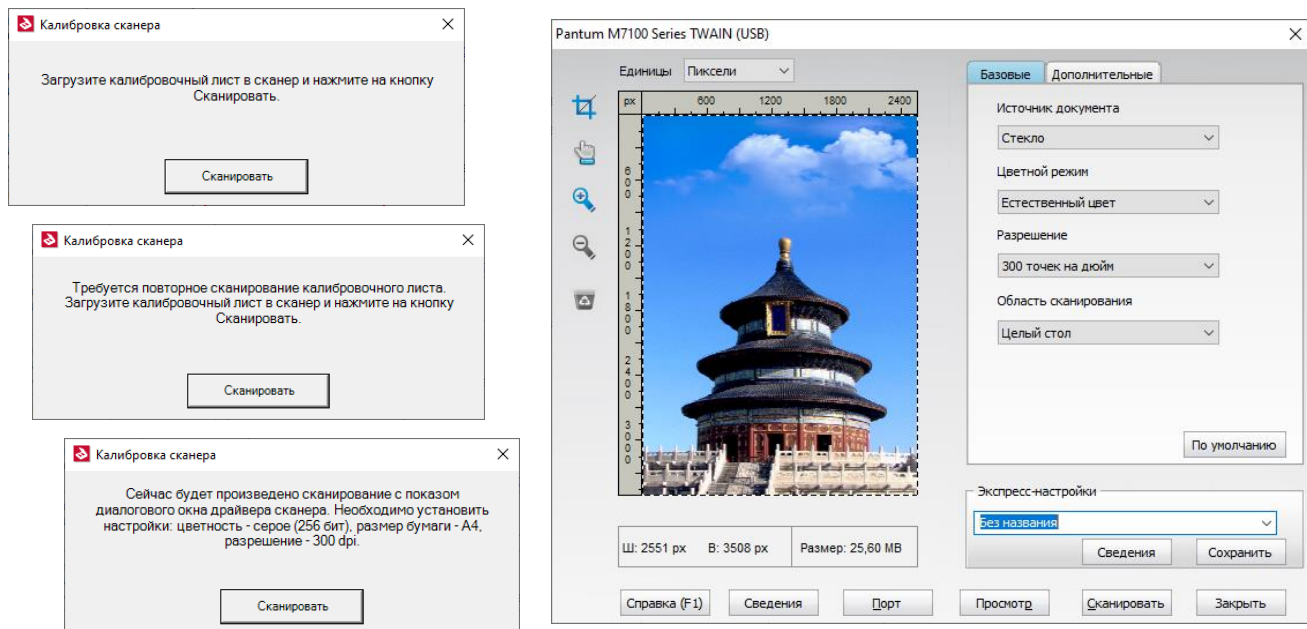 Калибровка сканера
Загрузите калибровочный лист в сканер и нажмите на кнопку
Сканировать.
Сканировать
Калибровка сканера
Требуется повторное сканирование калибровочного листа.
Загрузите калибровочный лист в сканер и нажмите на кнопку
Сканировать.
Сканировать
Калибровка сканера
Сейчас будет произведено сканирование с показом
диалогового окна драйвера сканера. Необходимо установить
настройки: цветность - серое (256 бит), размер бумаги - A4,
разрешение - 300 dpi.
Сканировать
Pantum M7100 Series TWAIN (USB)
Единицы Пиксели
px 600 1200 1800 2400
600
1200
1800
2400
3000
Ш: 2551 px В: 3508 px Размер: 25,60 MB
Базовые Дополнительные
Источник документа
Стекло
Цветной режим
Естественный цвет
Разрешение
300 точек на дюйм
Область сканирования
Целый стол
По умолчанию
Экспресс-настройки
Без названия
Сведения Сохранить
Справка (F1) Сведения Порт Просмотр Сканировать Закрыть